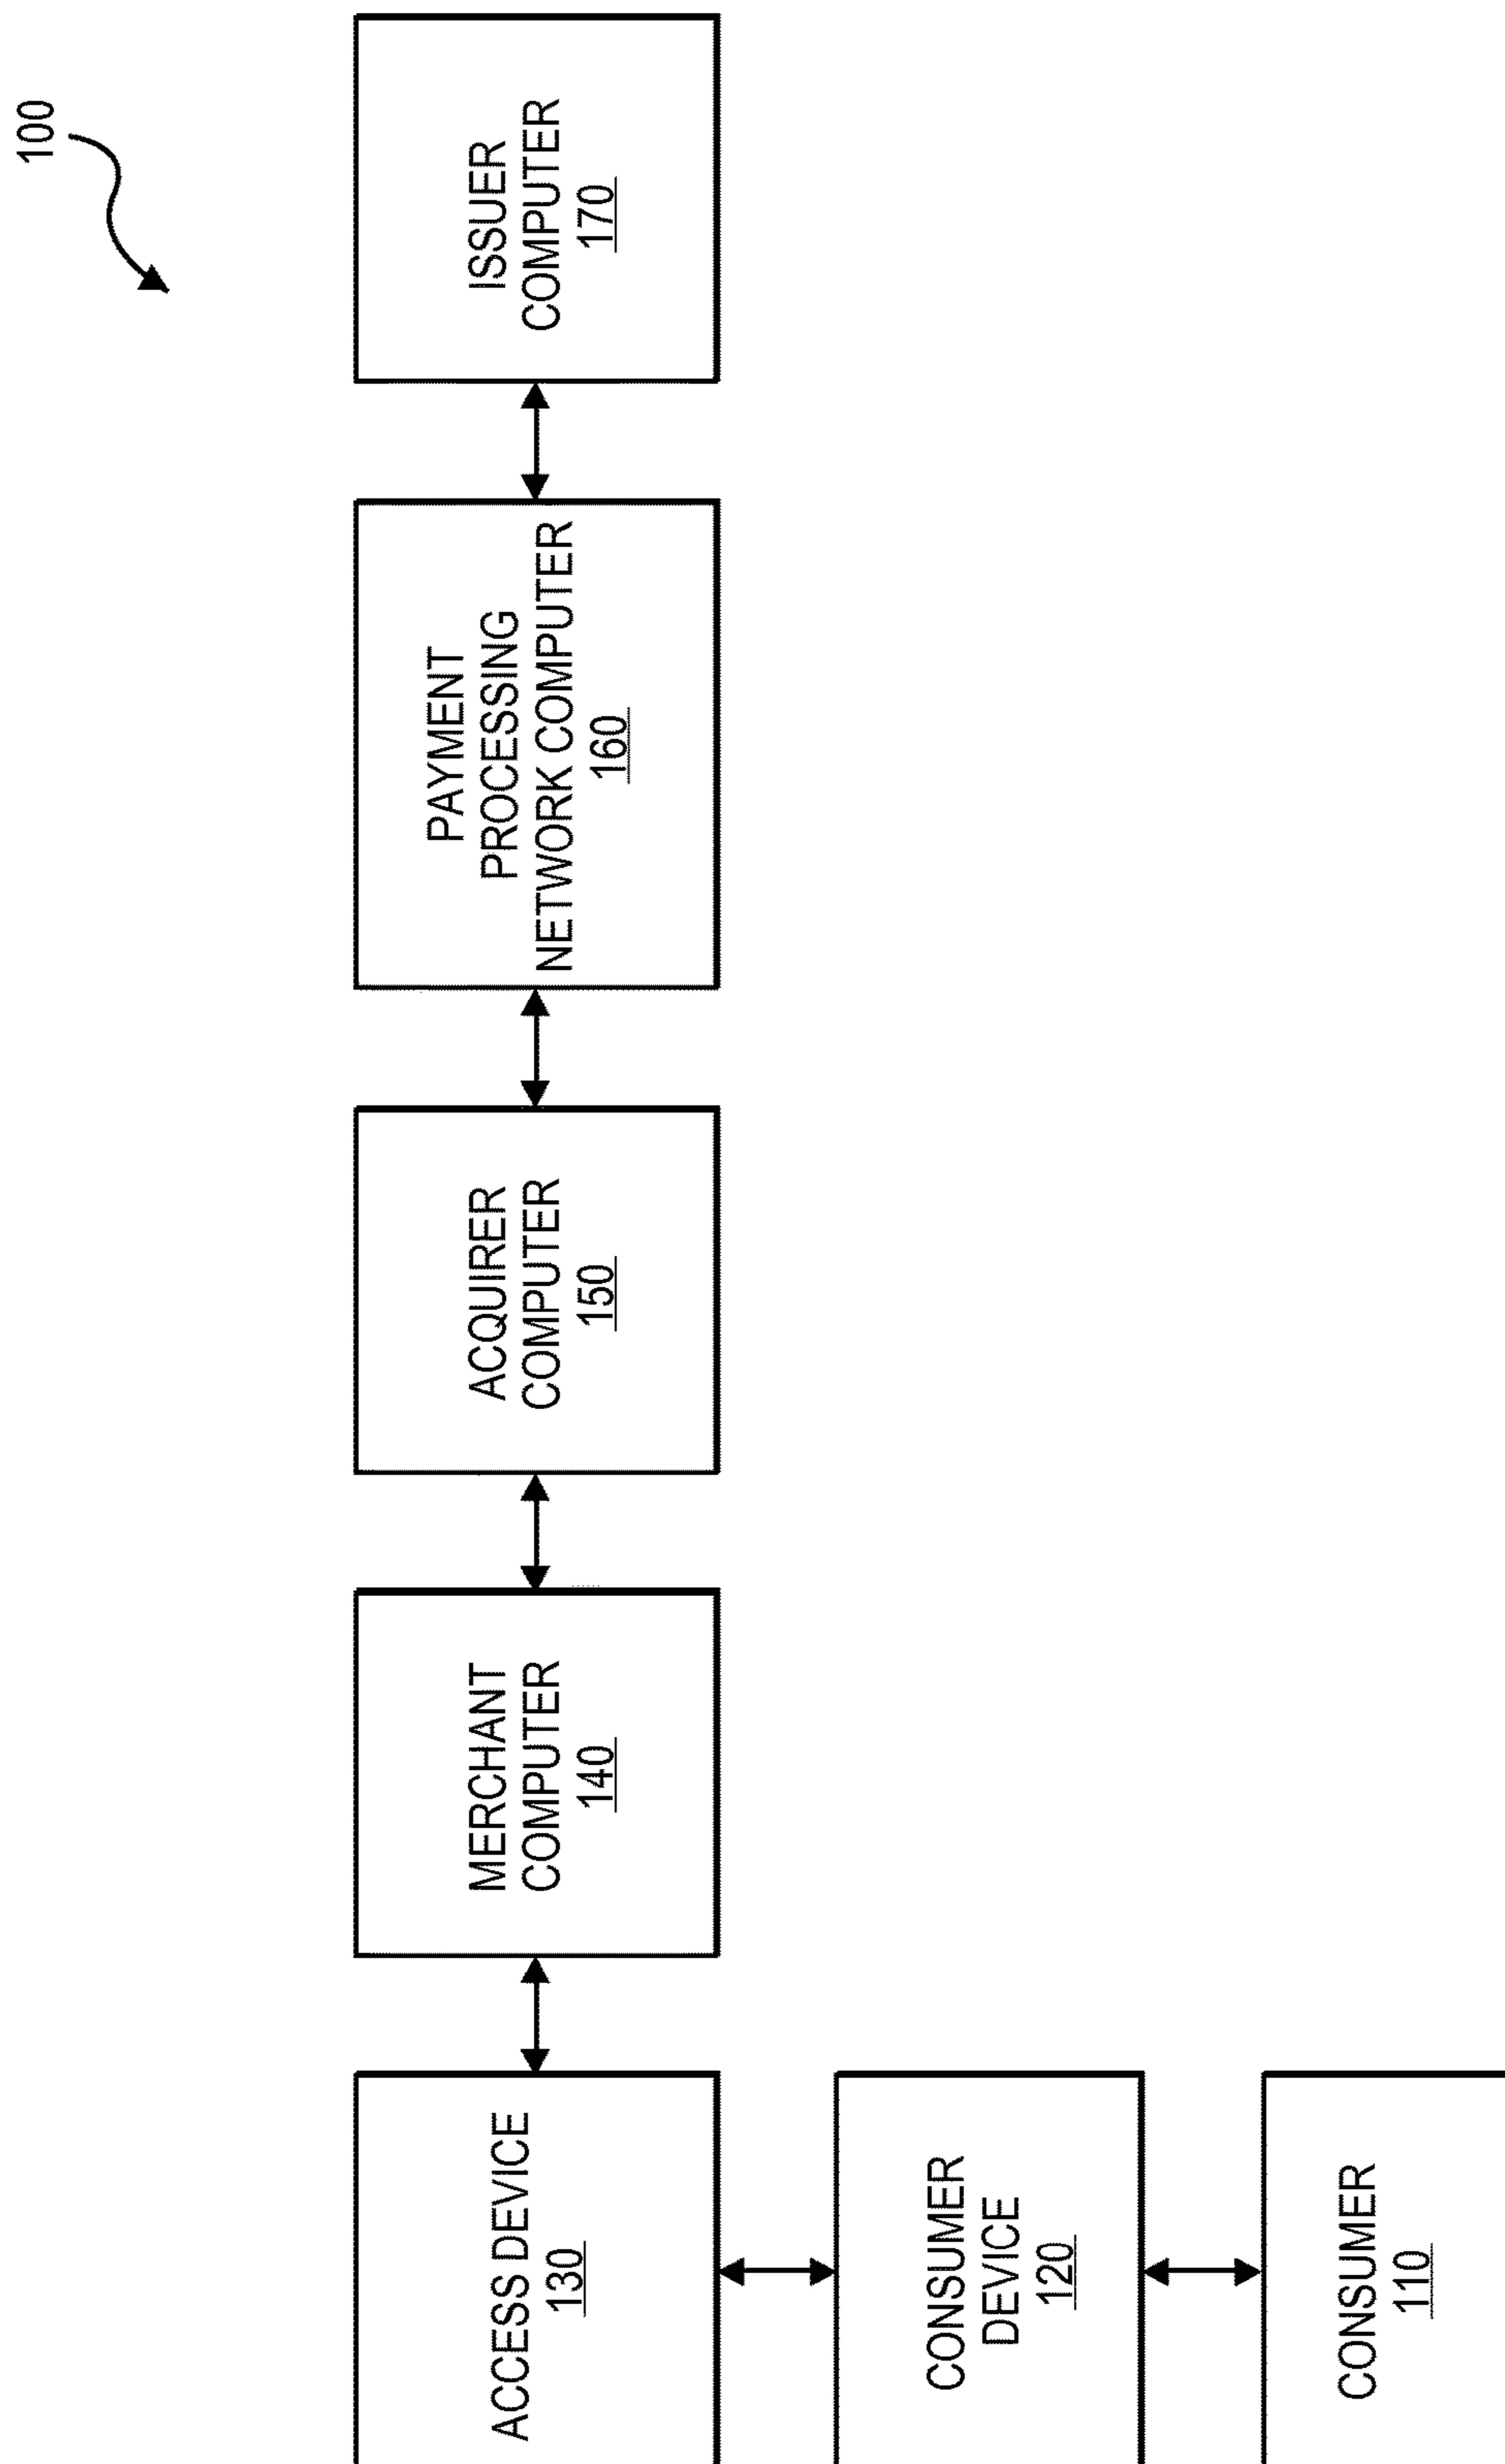 100
ACCESS DEVICE
130
MERCHANT
COMPUTER
140
ACQUIRER
COMPUTER
150
PAYMENT
PROCESSING
NETWORK COMPUTER
160
ISSUER
COMPUTER
170
CONSUMER
DEVICE
120
CONSUMER
110